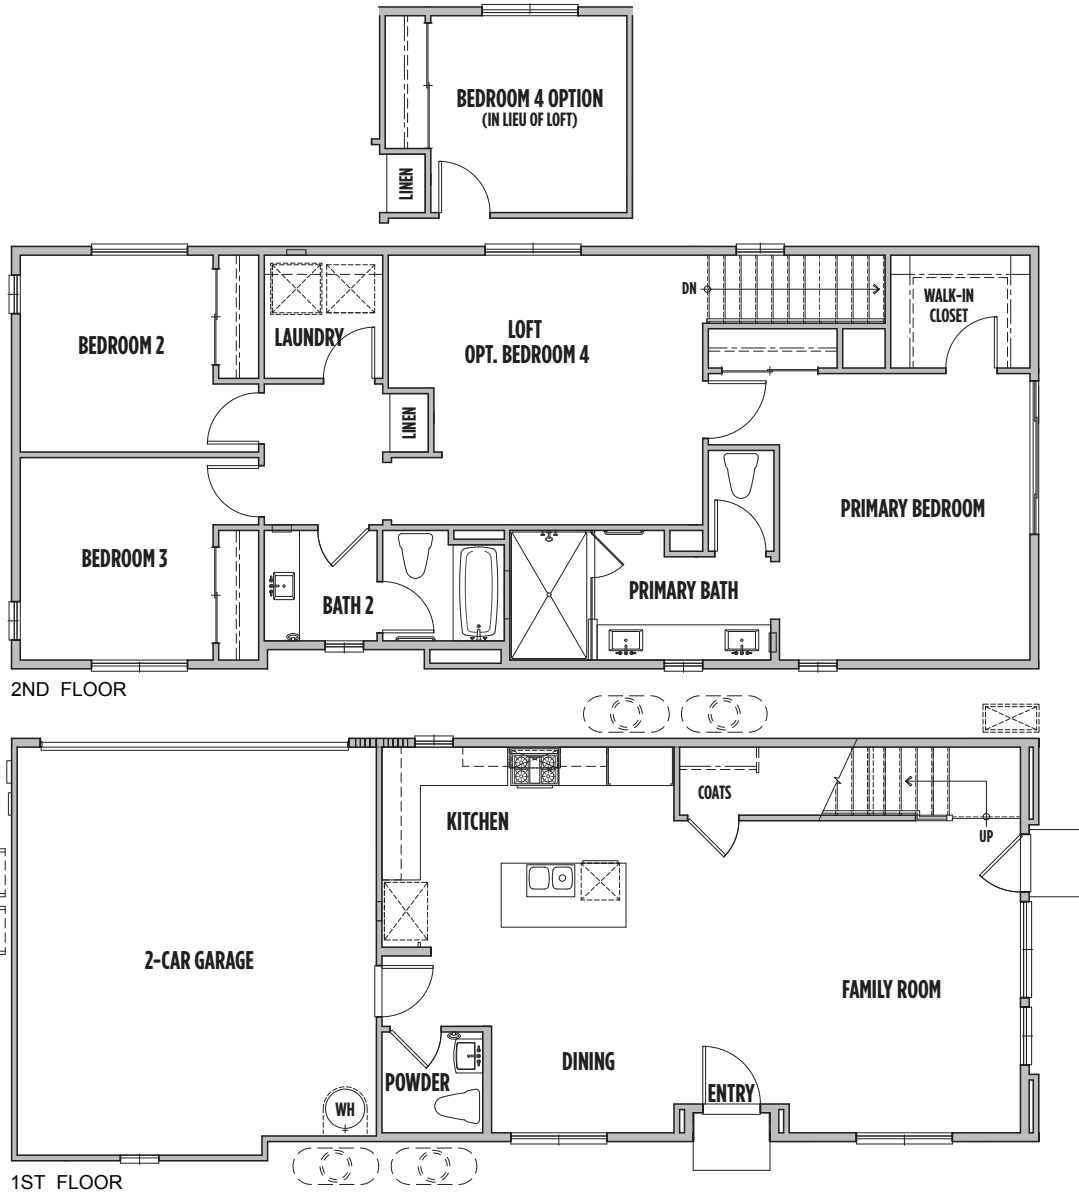 BEDROOM 4 OPTION
(IN LIEU OF LOFT)
LINEN
BEDROOM 2
LAUNDRY
LOFT
OPT. BEDROOM 4
DN
WALK-IN
CLOSET
LINEN
BEDROOM 3
BATH 2
PRIMARY BATH
PRIMARY BEDROOM
2ND FLOOR
KITCHEN
COATS
UP
2-CAR GARAGE
FAMILY ROOM
DINING
POWDER
ENTRY
WH
1ST FLOOR